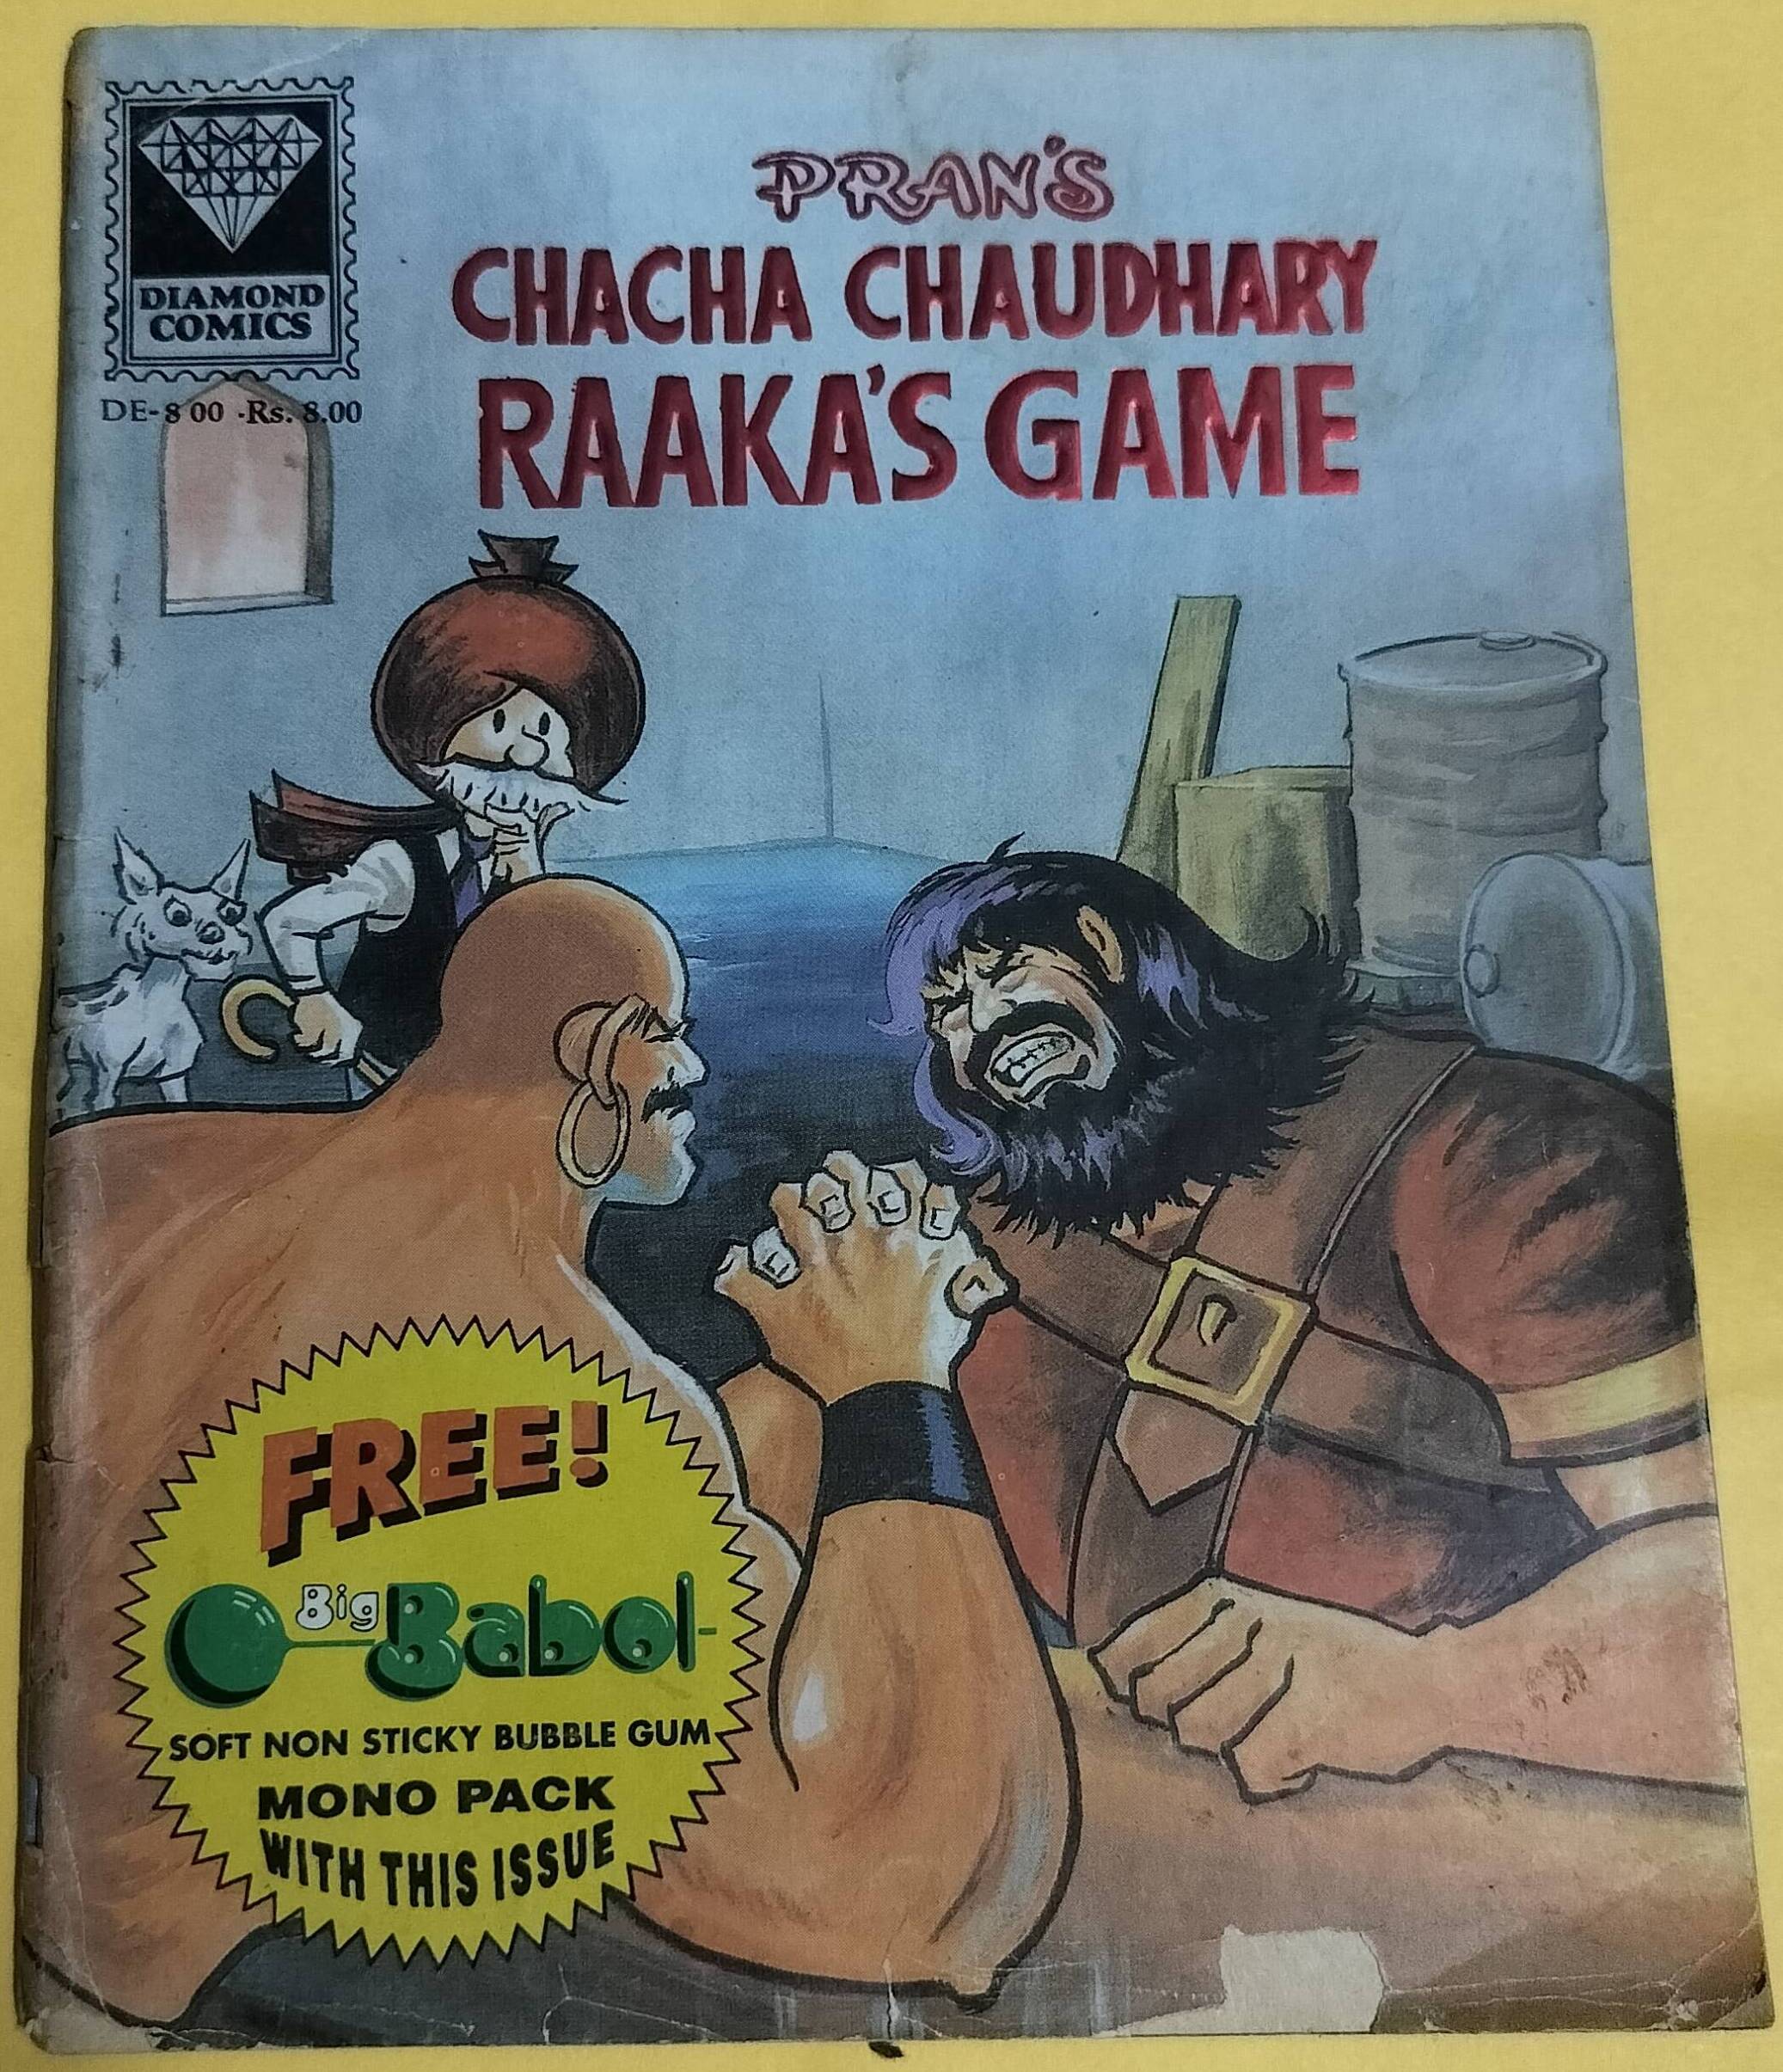 DIAMOND
COMICS
DE-8 00 -Rs. 8.00
PRAN'S
CHACHA CHAUDHARY
RAAKA'S GAME
FREE!
Big Babol
SOFT NON STICKY BUBBLE GUM
MONO PACK
WITH THIS ISSUE